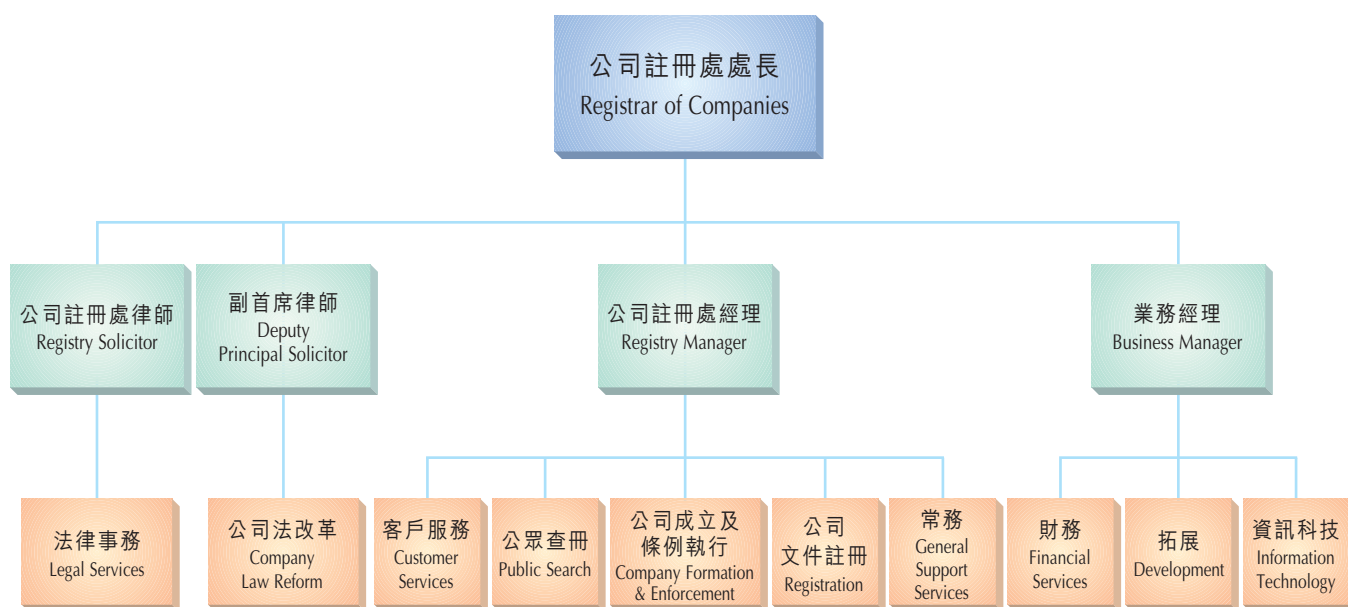 公司註冊處處長
Registrar of Companies
公司註冊處律師
Registry Solicitor
副首席律師
Deputy
Principal Solicitor
公司註冊處經理
Registry Manager
業務經理
Business Manager
法律事務
Legal Services
公司法改革
Company
Law Reform
客戶服務
Customer
Services
公眾查冊
Public Search
公司成立及
條例執行
Company Formation
& Enforcement
公司
文件註冊
Registration
常務
General
Support
Services
財務
Financial
Services
拓展
Development
資訊科技
Information
Technology